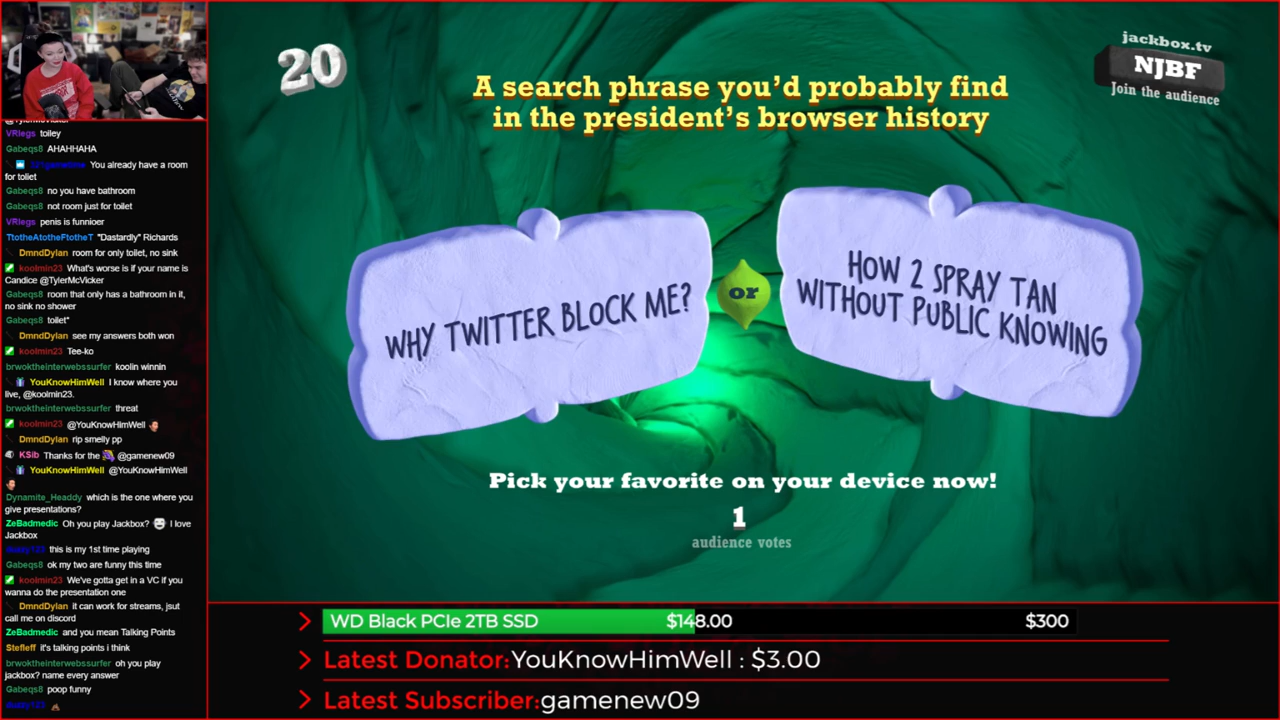 20
jackbox.tv
NJBF
Join the audience
A search phrase you'd probably find
in the president's browser history
WHY TWITTER BLOCK ME?
or
HOW 2 SPRAY TAN
WITHOUT PUBLIC KNOWING
Pick your favorite on your device now!
1
audience votes
VRlegs toiley
Gabeqs8 AHAHHAHA
You already have a room
for toliet
Gabeqs8 no you have bathroom
Gabeqs8 not room just for toilet
VRlegs penis is funnioer
TtotheAtotheFtotheT "Dastardly" Richards
DmndDylan room for only toilet, no sink
koolmin23 What's worse is if your name is
Candice @TylerMcVicker
Gabeqs8 room that only has a bathroom in it,
no sink no shower
Gabeqs8 toilet*
DmndDylan see my answers both won
koolmin23 Tee-ko
brwoktheinterwebssurfer koolin winnin
YouKnowHimWell I know where you
live, @koolmin23.
brwoktheinterwebssurfer threat
koolmin23 @YouKnowHimWell
DmndDylan rip smelly pp
KSib Thanks for the @gamenew09
YouKnowHimWell @YouKnowHimWell
Dynamite_Headdy which is the one where you
give presentations?
ZeBadmedic Oh you play Jackbox? I love
Jackbox
this is my 1st time playing
Gabeqs8 ok my two are funny this time
koolmin23 We've gotta get in a VC if you
wanna do the presentation one
DmndDylan it can work for streams, jsut
call me on discord
ZeBadmedic and you mean Talking Points
Stefleff it's talking points i think
brwoktheinterwebssurfer oh you play
jackbox? name every answer
Gabeqs8 poop funny
WD Black PCIe 2TB SSD $148.00 $300
Latest Donator:YouKnowHimWell : $3.00
Latest Subscriber:gamenew09